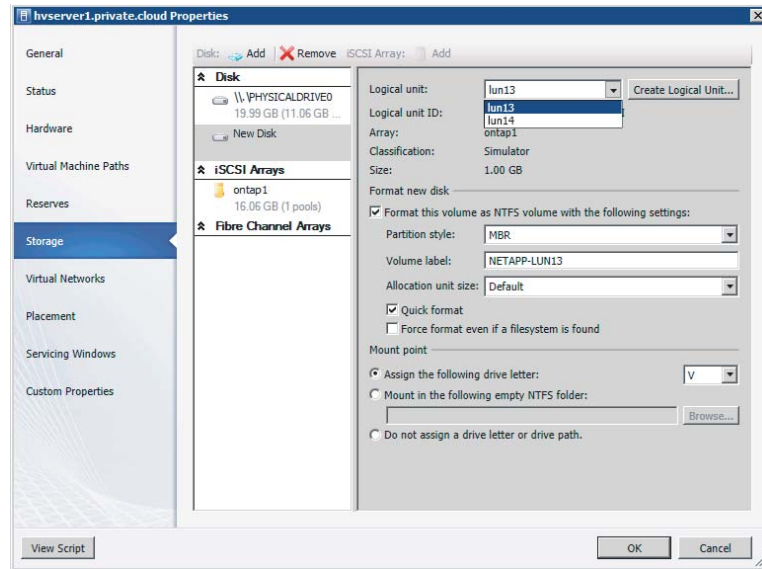 hvserver1.private.cloud Properties
General
Status
Hardware
Virtual Machine Paths
Reserves
Storage
Virtual Networks
Placement
Servicing Windows
Custom Properties
Disk: Add Remove iSCSI Array: Add
Disk
\\.\PHYSICALDRIVE0
19.99 GB (11.06 GB ...
New Disk
iSCSI Arrays
ontap1
16.06 GB (1 pools)
Fibre Channel Arrays
Logical unit: lun13 Create Logical Unit...
lun13
lun14
Logical unit ID:
Array: ontap1
Classification: Simulator
Size: 1.00 GB
Format new disk
Format this volume as NTFS volume with the following settings:
Partition style: MBR
Volume label: NETAPP-LUN13
Allocation unit size: Default
Quick format
Force format even if a filesystem is found
Mount point
Assign the following drive letter: V
Mount in the following empty NTFS folder:
Browse...
Do not assign a drive letter or drive path.
View Script OK Cancel